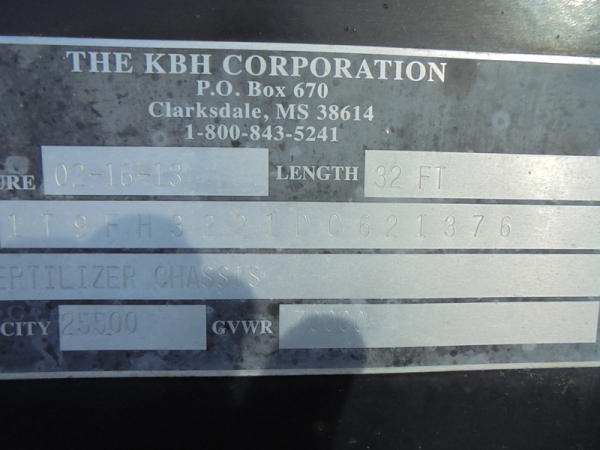 THE KBH CORPORATION
P.O. Box 670
Clarksdale, MS 38614
1-800-843-5241
URE 02-16-13 LENGTH 32 FT
1T9FH3221D0621376
ERTILIZER CHASSIS
CITY 25500 GVWR